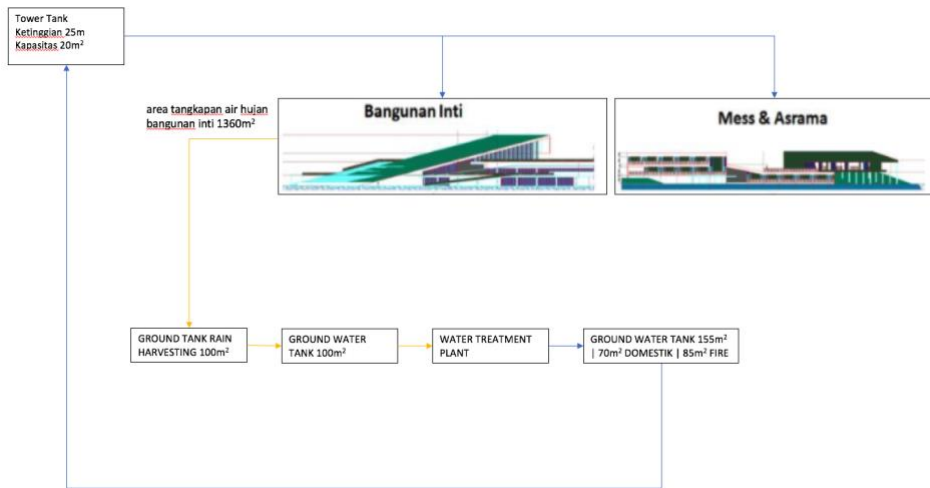 Tower Tank
Ketinggian 25m
Kapasitas 20m²
area tangkapan air hujan
bangunan inti 1360m²
Bangunan Inti
Mess & Asrama
GROUND TANK RAIN
HARVESTING 100m²
GROUND WATER
TANK 100m²
WATER TREATMENT
PLANT
GROUND WATER TANK 155m²
| 70m² DOMESTIK | 85m² FIRE